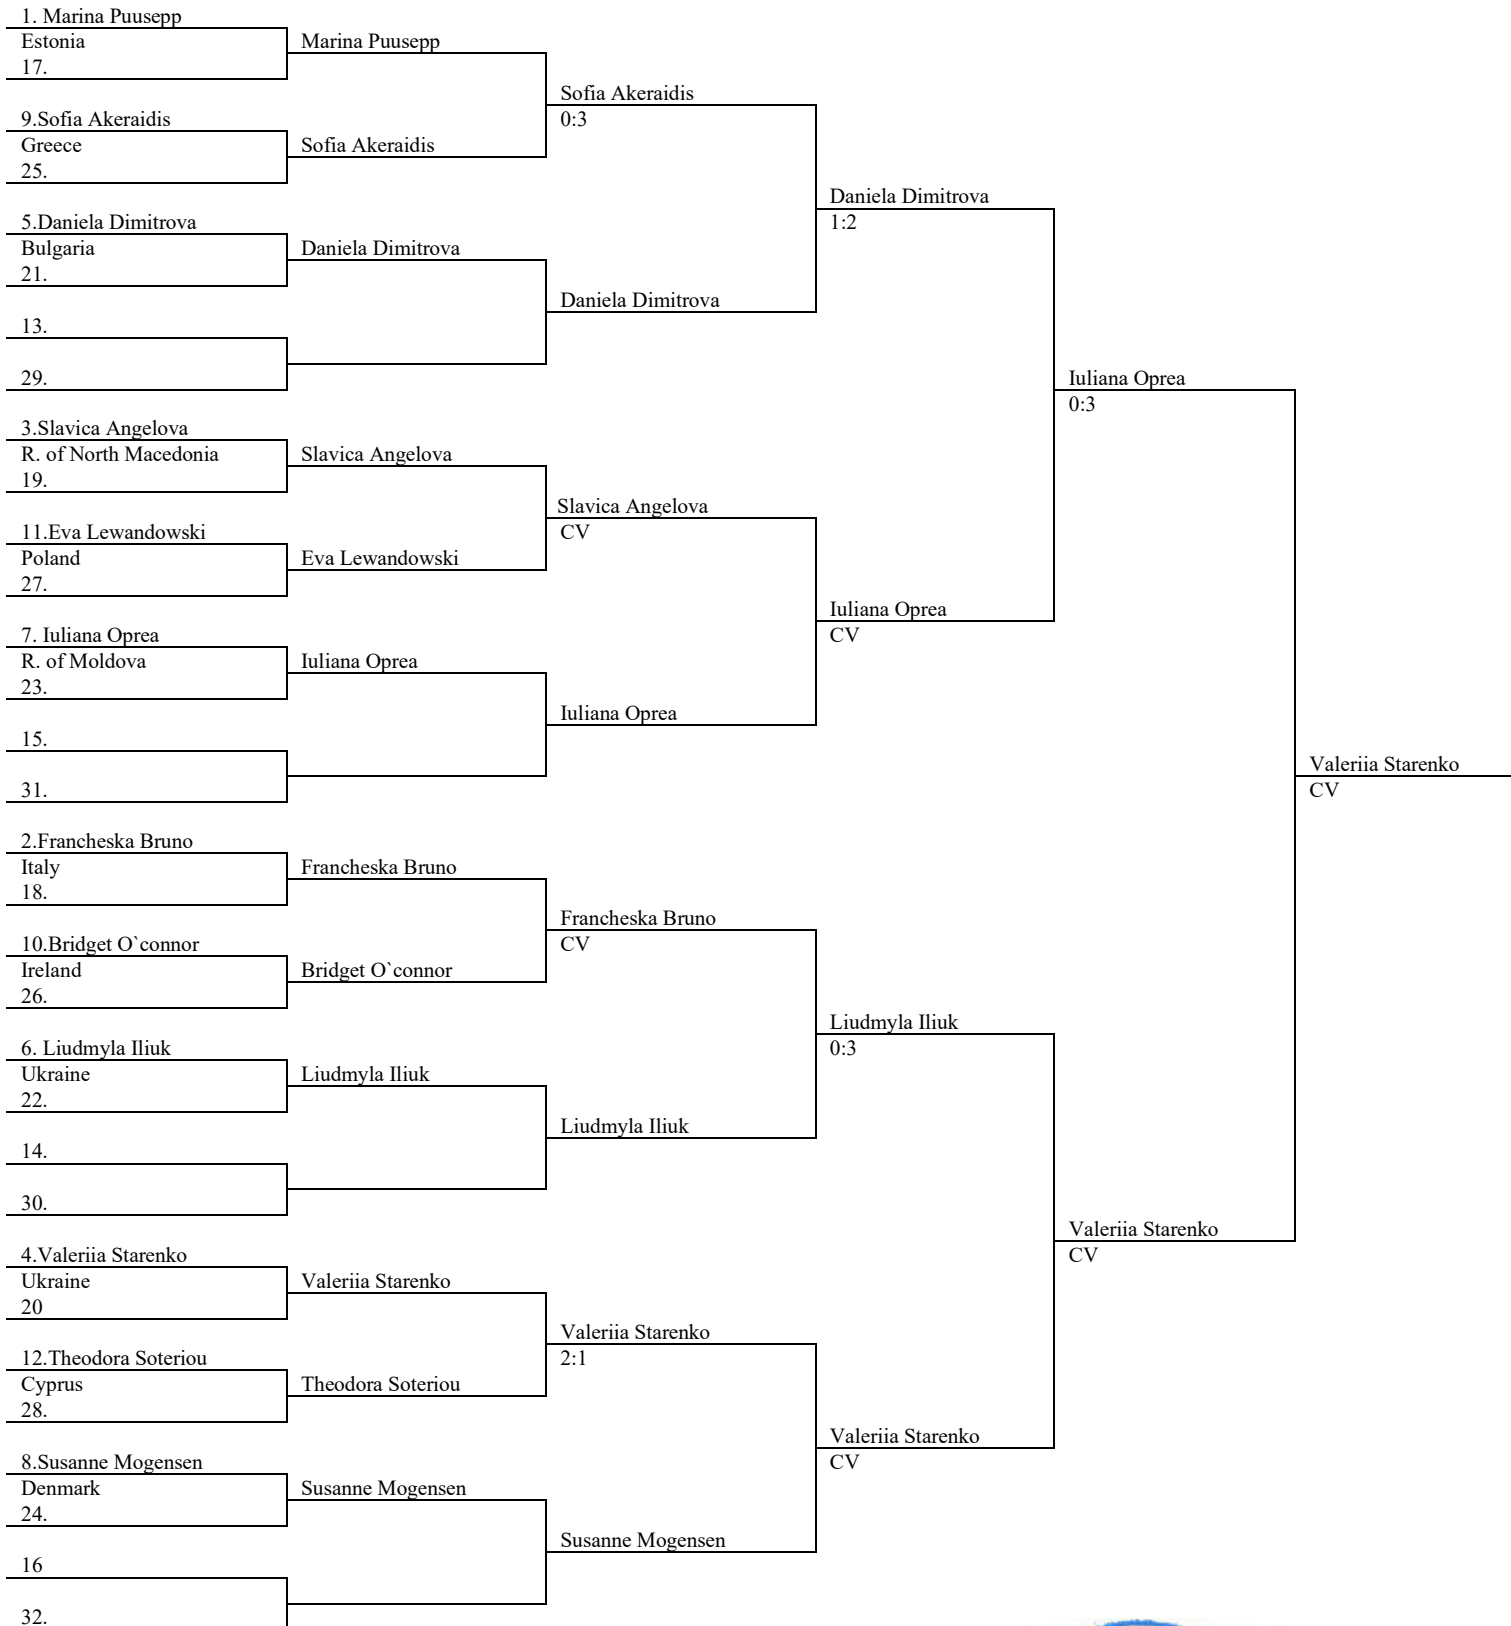 1. Marina Puusepp
Estonia
17.
9.Sofia Akeraidis
Greece
25.
5.Daniela Dimitrova
Bulgaria
21.
13.
29.
3.Slavica Angelova
R. of North Macedonia
19.
11.Eva Lewandowski
Poland
27.
7. Iuliana Oprea
R. of Moldova
23.
15.
31.
2.Francheska Bruno
Italy
18.
10.Bridget O`connor
Ireland
26.
6. Liudmyla Iliuk
Ukraine
22.
14.
30.
4.Valeriia Starenko
Ukraine
20
12.Theodora Soteriou
Cyprus
28.
8.Susanne Mogensen
Denmark
24.
16
32.
Marina Puusepp
Sofia Akeraidis
Daniela Dimitrova
Slavica Angelova
Eva Lewandowski
Iuliana Oprea
Francheska Bruno
Bridget O`connor
Liudmyla Iliuk
Valeriia Starenko
Theodora Soteriou
Susanne Mogensen
Sofia Akeraidis
0:3
Daniela Dimitrova
Slavica Angelova
CV
Iuliana Oprea
Francheska Bruno
CV
Liudmyla Iliuk
Valeriia Starenko
2:1
Susanne Mogensen
Daniela Dimitrova
1:2
Iuliana Oprea
CV
Liudmyla Iliuk
0:3
Valeriia Starenko
CV
Iuliana Oprea
0:3
Valeriia Starenko
CV
Valeriia Starenko
CV